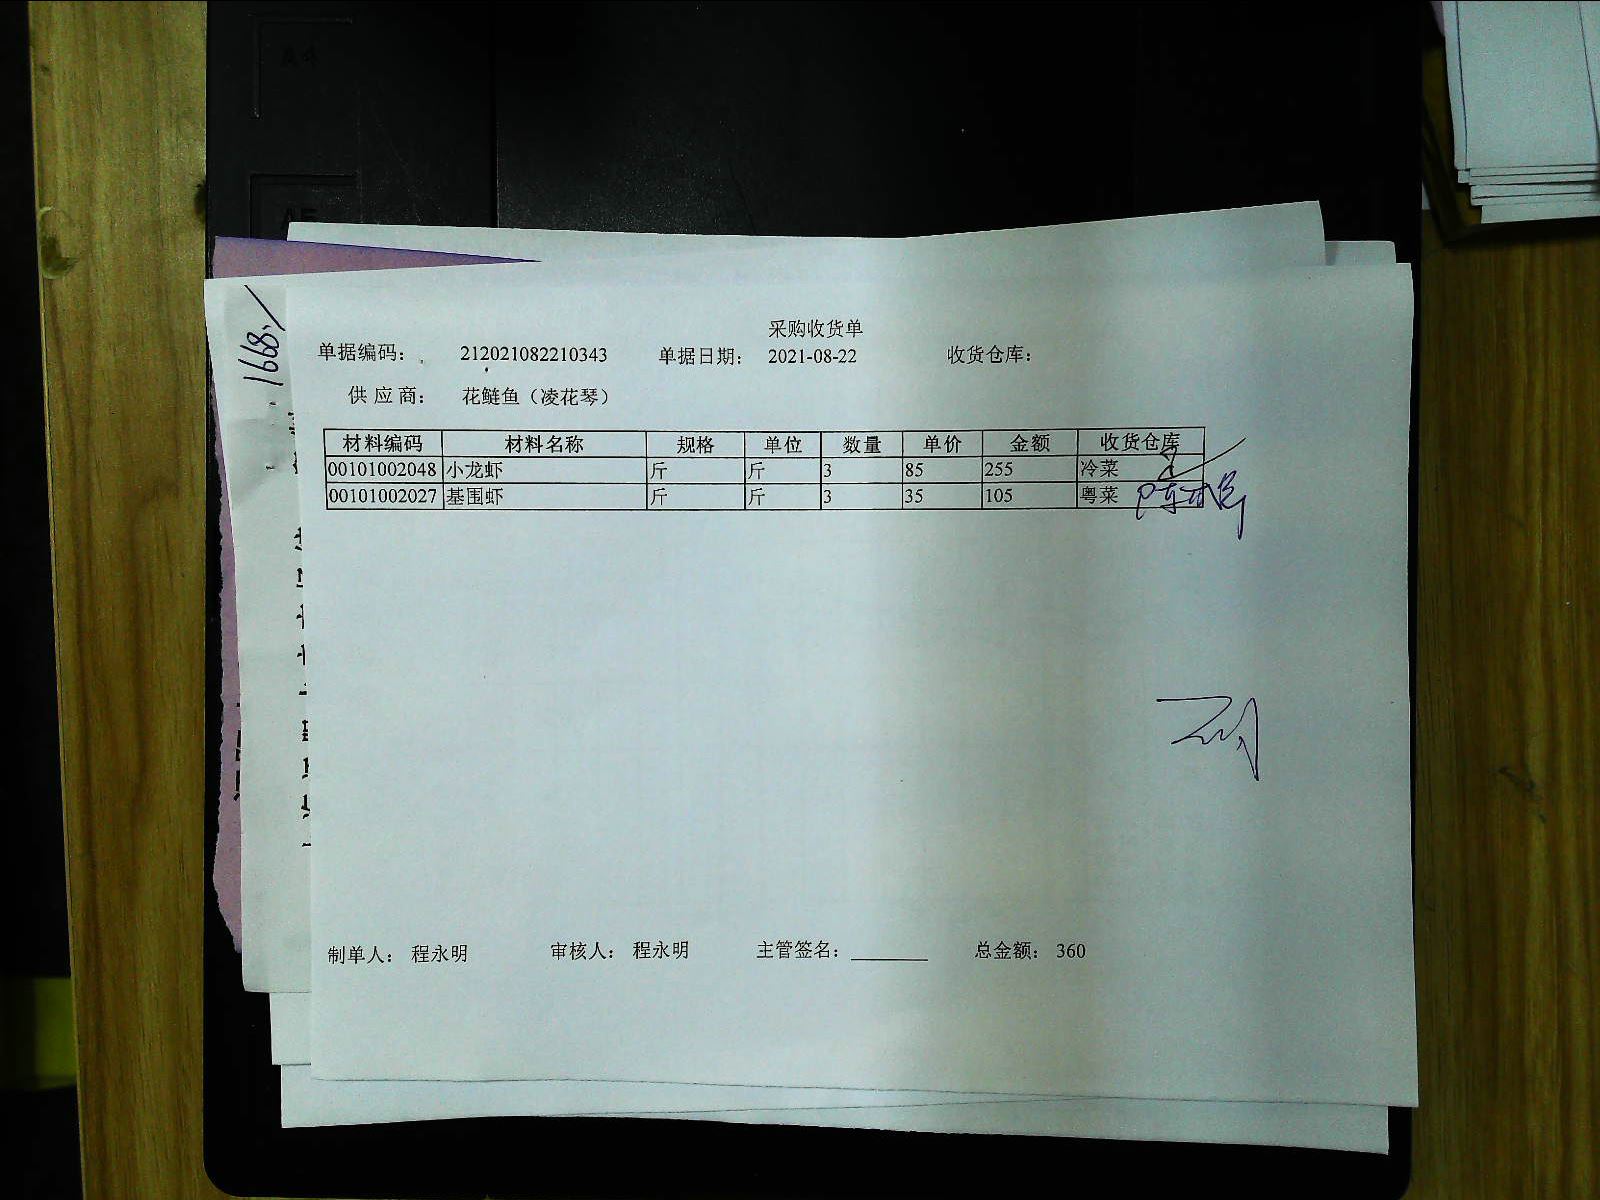 采购收货单
单据编码： 212021082210343 单据日期： 2021-08-22 收货仓库：
供应商： 花鲢鱼（凌花琴）
材料编码 材料名称 规格 单位 数量 单价 金额 收货仓库
00101002048 小龙虾 斤 斤 3 85 255 冷菜
00101002027 基围虾 斤 斤 3 35 105 粤菜
制单人： 程永明 审核人： 程永明 主管签名： 总金额： 360
1668